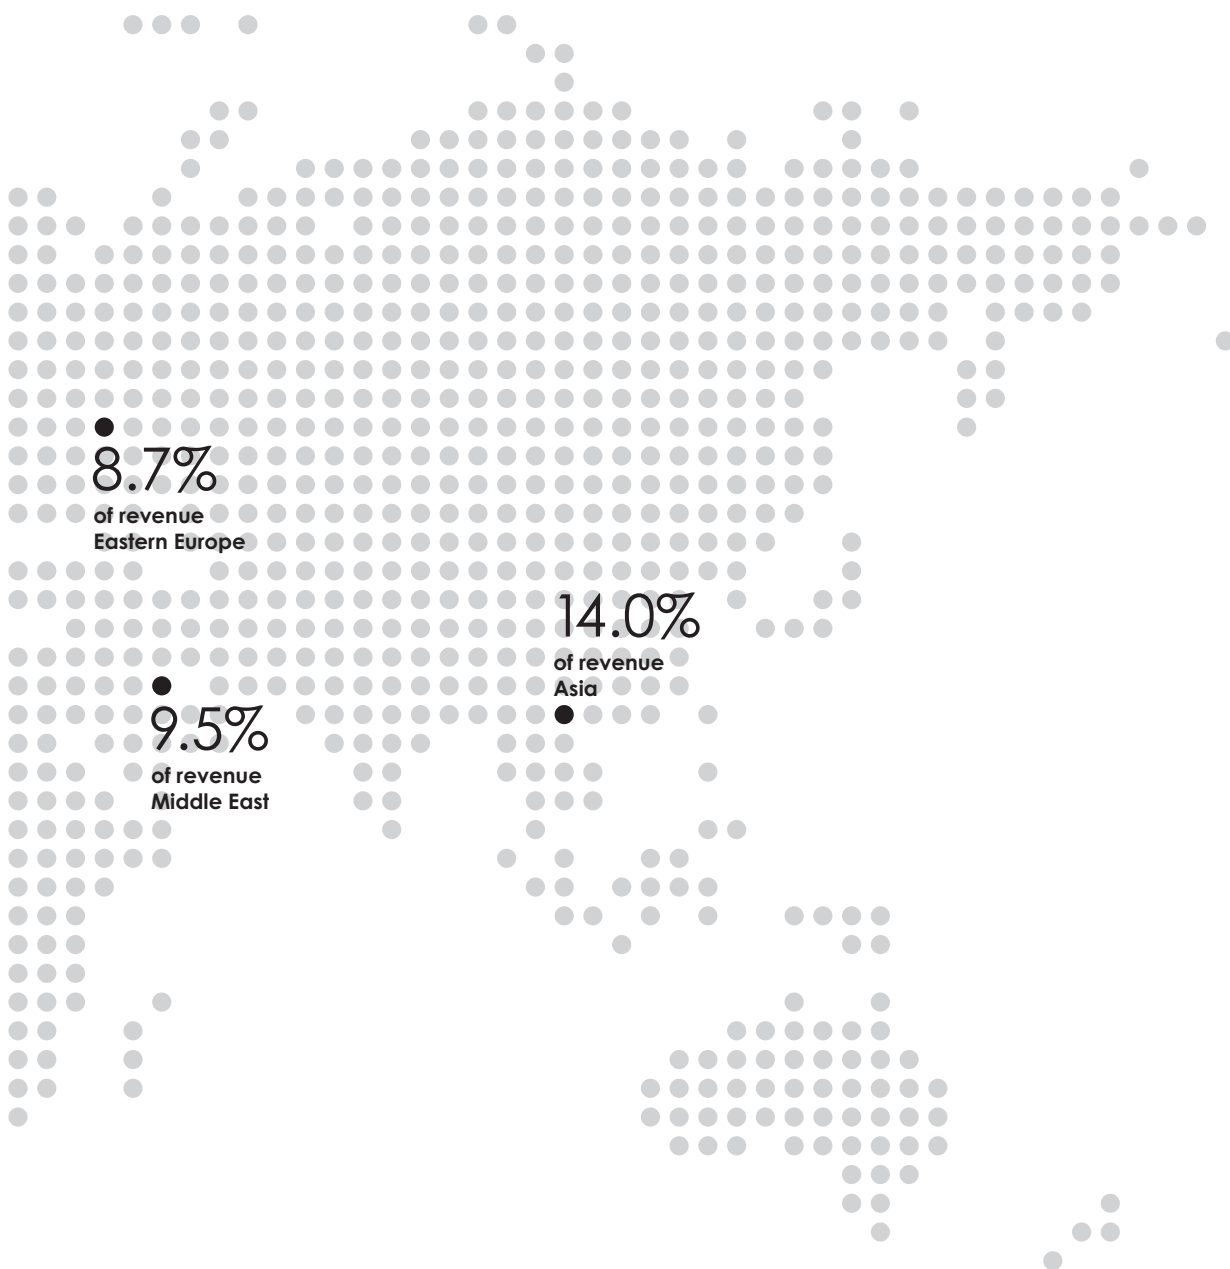 8.7%
of revenue
Eastern Europe
14.0%
of revenue
Asia
9.5%
of revenue
Middle East